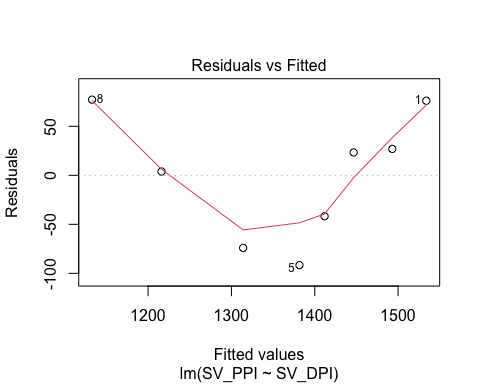 Residuals vs Fitted
Residuals
50
0
-50
-100
8
1
5
1200 1300 1400 1500
Fitted values
lm(SV_PPI ~ SV_DPI)